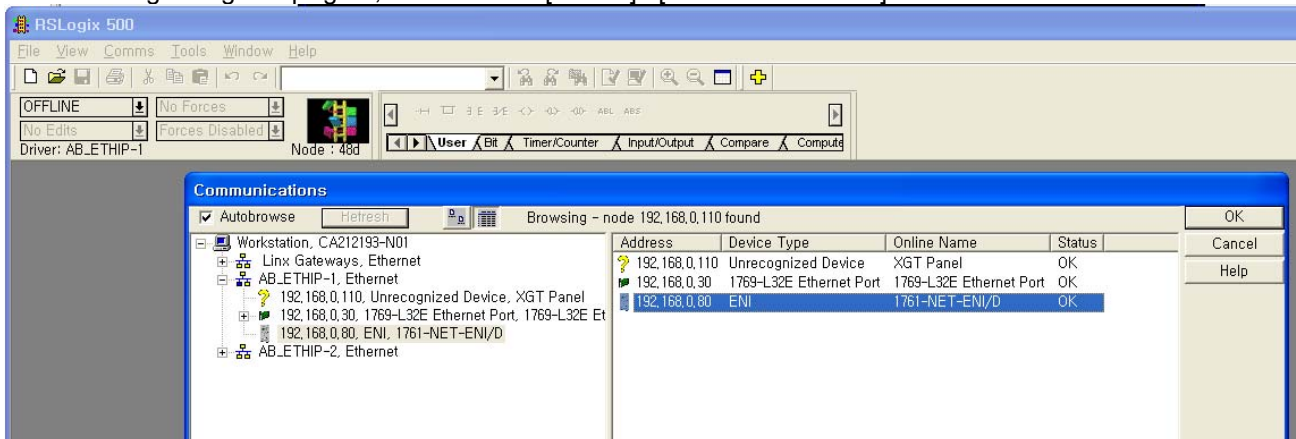 RSLogix 500
File View Comms Tools Window Help
OFFLINE No Forces
No Edits Forces Disabled
Driver: AB_ETHIP-1 Node : 48d
ABL ABS
User Bit Timer/Counter Input/Output Compare Compute
Communications
Autobrowse Refresh Browsing - node 192,168,0,110 found OK
Workstation, CA212193-N01 Address Device Type Online Name Status Cancel
Linx Gateways, Ethernet 192,168,0,110 Unrecognized Device XGT Panel OK
AB_ETHIP-1, Ethernet 192,168,0,30 1769-L32E Ethernet Port 1769-L32E Ethernet Port OK Help
192,168,0,110, Unrecognized Device, XGT Panel 192,168,0,80 ENI 1761-NET-ENI/D OK
192,168,0,30, 1769-L32E Ethernet Port, 1769-L32E Et
192,168,0,80, ENI, 1761-NET-ENI/D
AB_ETHIP-2, Ethernet